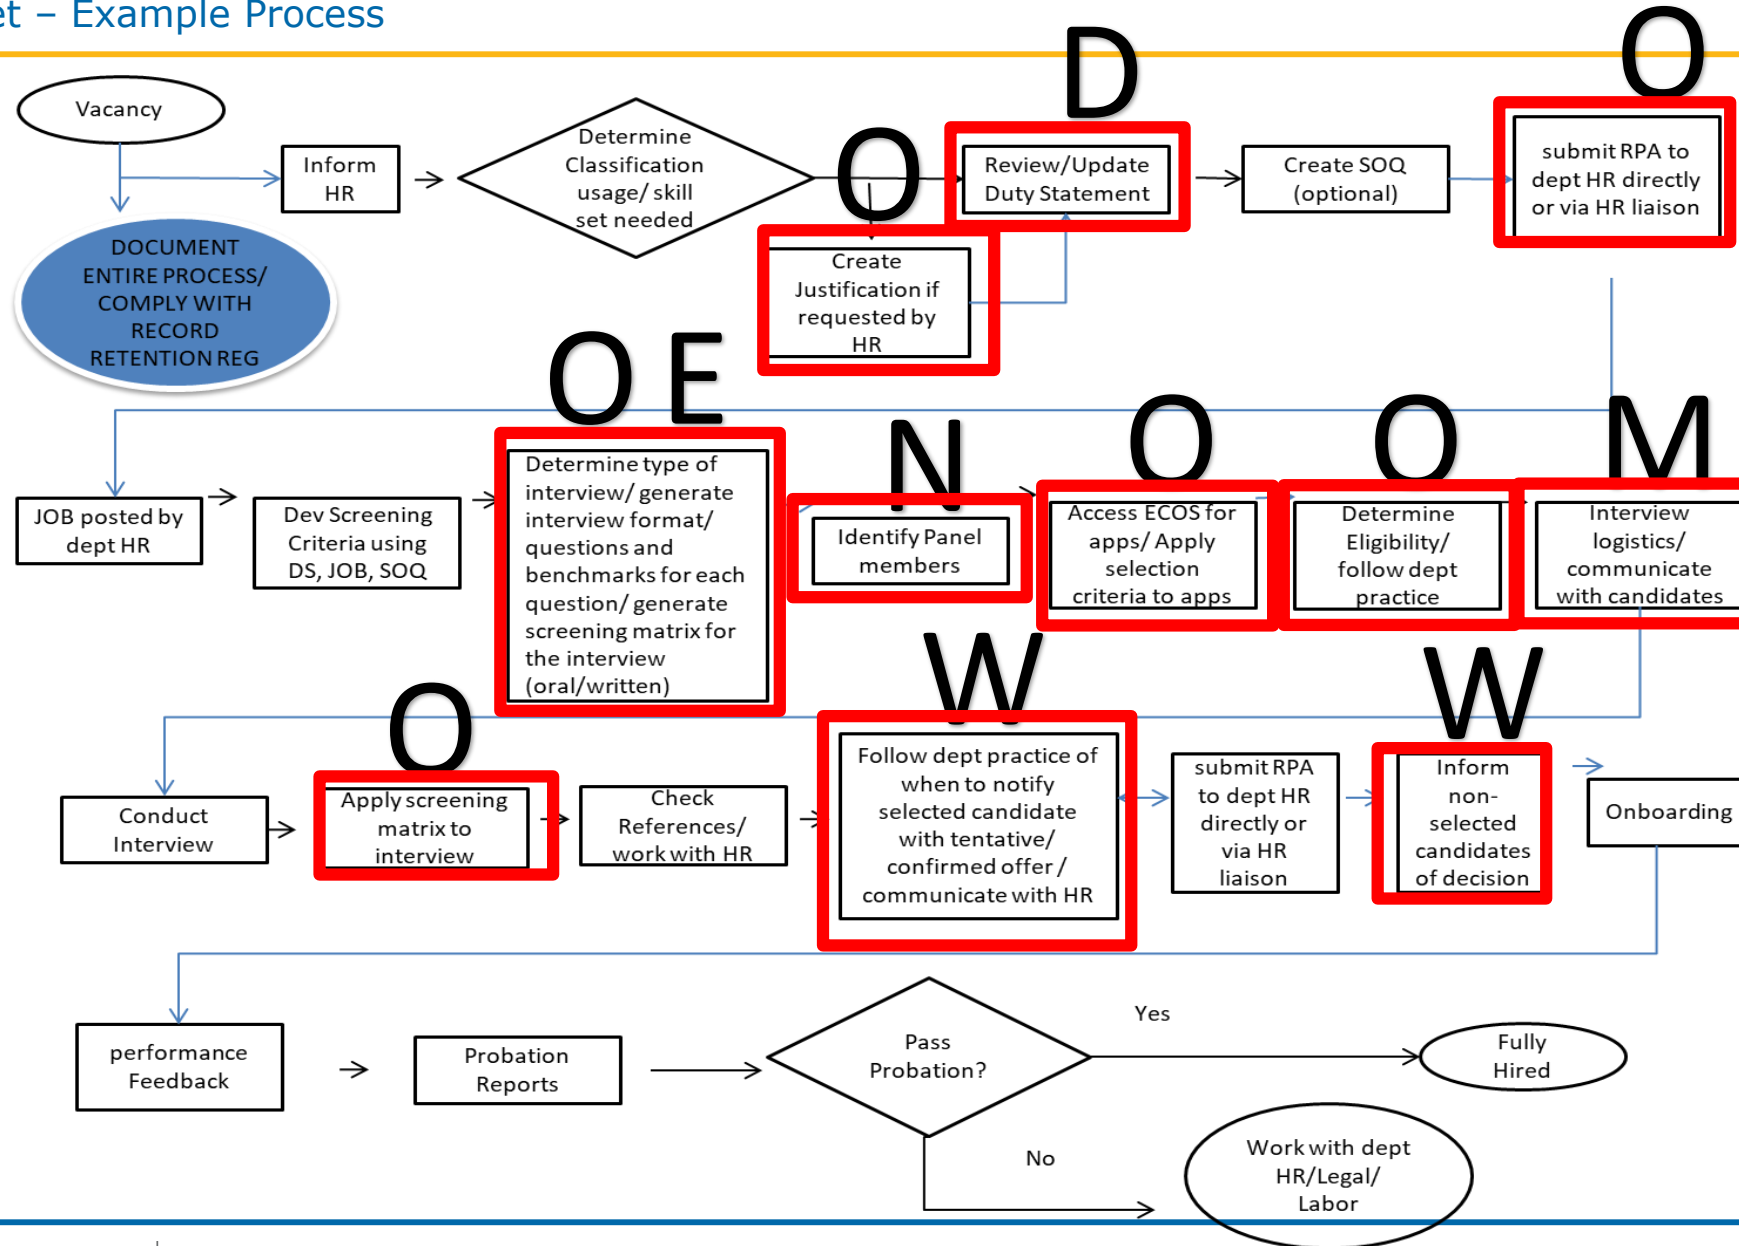 et – Example Process
Vacancy
Inform
HR
Determine
Classification
usage/ skill
set needed
O
D
Review/Update
Duty Statement
Create SOQ
(optional)
O
submit RPA to
dept HR directly
or via HR liaison
DOCUMENT
ENTIRE PROCESS/
COMPLY WITH
RECORD
RETENTION REG
Create
Justification if
requested by
HR
JOB posted by
dept HR
Dev Screening
Criteria using
DS, JOB, SOQ
O E
Determine type of
interview/ generate
interview format/
questions and
benchmarks for each
question/ generate
screening matrix for
the interview
(oral/written)
N
Identify Panel
members
O
Access ECOS for
apps/ Apply
selection
criteria to apps
O
Determine
Eligibility/
follow dept
practice
M
Interview
logistics/
communicate
with candidates
Conduct
Interview
O
Apply screening
matrix to
interview
Check
References/
work with HR
W
Follow dept practice of
when to notify
selected candidate
with tentative/
confirmed offer /
communicate with HR
submit RPA
to dept HR
directly or
via HR
liaison
W
Inform
non-
selected
candidates
of decision
Onboarding
performance
Feedback
Probation
Reports
Pass
Probation?
Yes
Fully
Hired
No
Work with dept
HR/Legal/
Labor